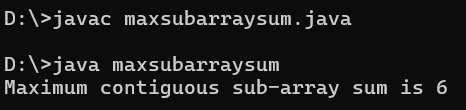 D:\>javac maxsubarraysum.java
D:\>java maxsubarraysum
Maximum contiguous sub-array sum is 6